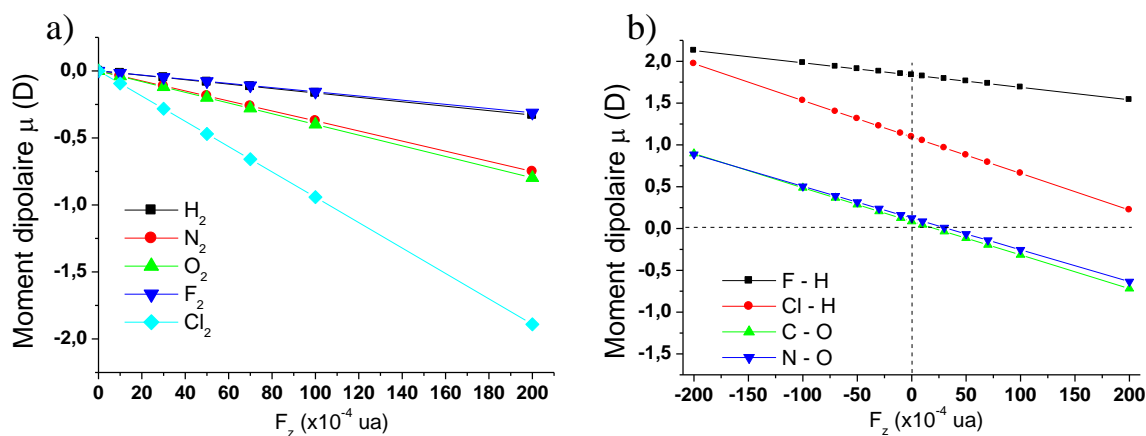 a)
Moment dipolaire μ (D)
0,0
-0,5
-1,0
-1,5
-2,0
H2
N2
O2
F2
Cl2
0 20 40 60 80 100 120 140 160 180 200
Fz (x10-4 ua)
b)
Moment dipolaire μ (D)
2,0
1,5
1,0
0,5
0,0
-0,5
-1,0
-1,5
F - H
Cl - H
C - O
N - O
-200 -150 -100 -50 0 50 100 150 200
Fz (x10-4 ua)